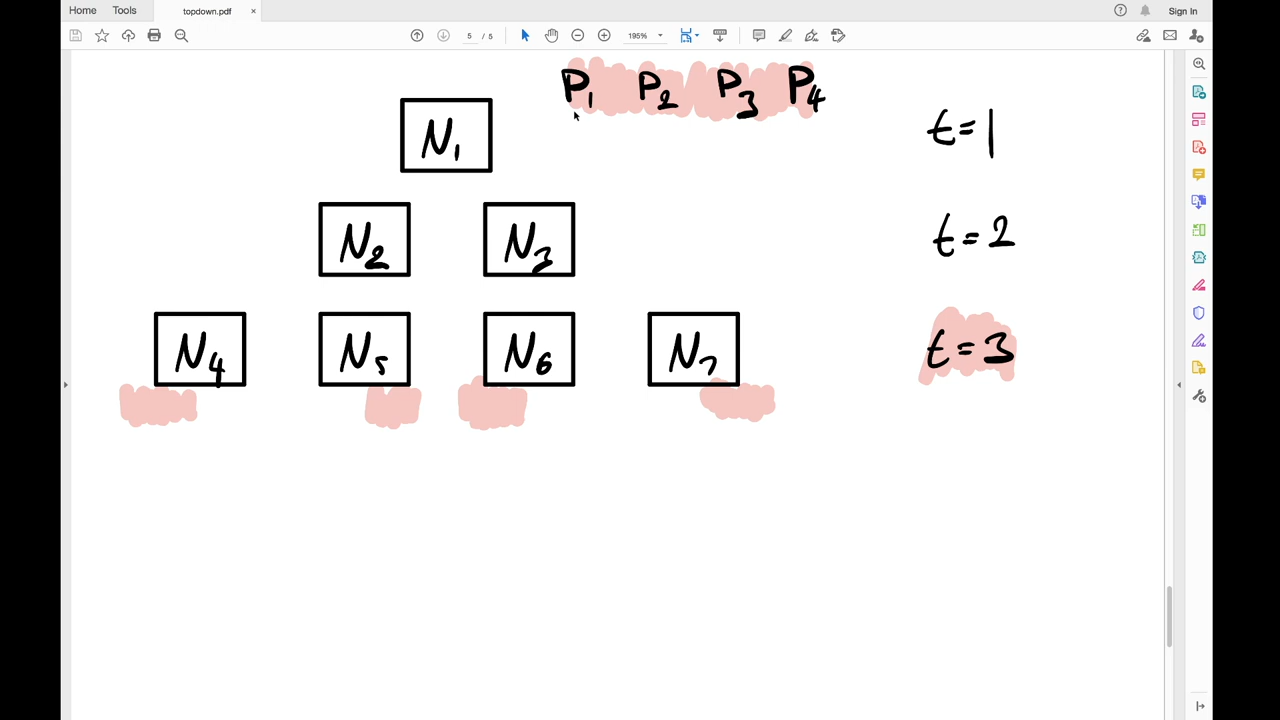 Home Tools topdown.pdf × ? Sign In
5 / 5 195%
P1 P2 P3 P4
N1 t=1
N2 N3 t=2
N4 N5 N6 N7 t=3